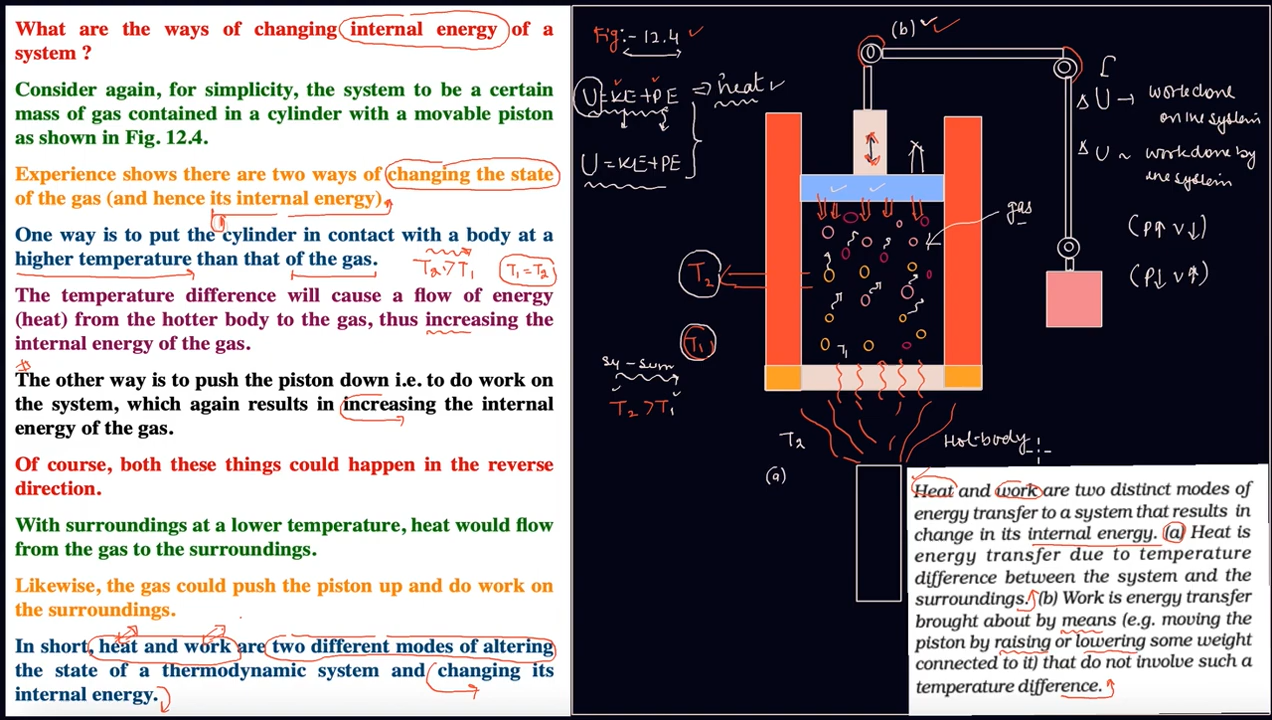 What are the ways of changing internal energy of a
system ?
Consider again, for simplicity, the system to be a certain
mass of gas contained in a cylinder with a movable piston
as shown in Fig. 12.4.
Experience shows there are two ways of changing the state
of the gas (and hence its internal energy).
One way is to put the cylinder in contact with a body at a
higher temperature than that of the gas.
T₂ > T₁
T₁ = T₂
The temperature difference will cause a flow of energy
(heat) from the hotter body to the gas, thus increasing the
internal energy of the gas.
The other way is to push the piston down i.e. to do work on
the system, which again results in increasing the internal
energy of the gas.
Of course, both these things could happen in the reverse
direction.
With surroundings at a lower temperature, heat would flow
from the gas to the surroundings.
Likewise, the gas could push the piston up and do work on
the surroundings.
In short, heat and work are two different modes of altering
the state of a thermodynamic system and changing its
internal energy.
Fig:- 12.4
(b)
U = KE + PE ⇒ heat
U = KE + PE
Δ U → work done
on the system
Δ U ~ work done by
the system
(P↑ V↓)
(P↓ V↑)
gas
T₂
T₁
T₁
sy - surr
T₂ > T₁
T₂
Hot-body
(a)
Heat and work are two distinct modes of
energy transfer to a system that results in
change in its internal energy. (a) Heat is
energy transfer due to temperature
difference between the system and the
surroundings. (b) Work is energy transfer
brought about by means (e.g. moving the
piston by raising or lowering some weight
connected to it) that do not involve such a
temperature difference.